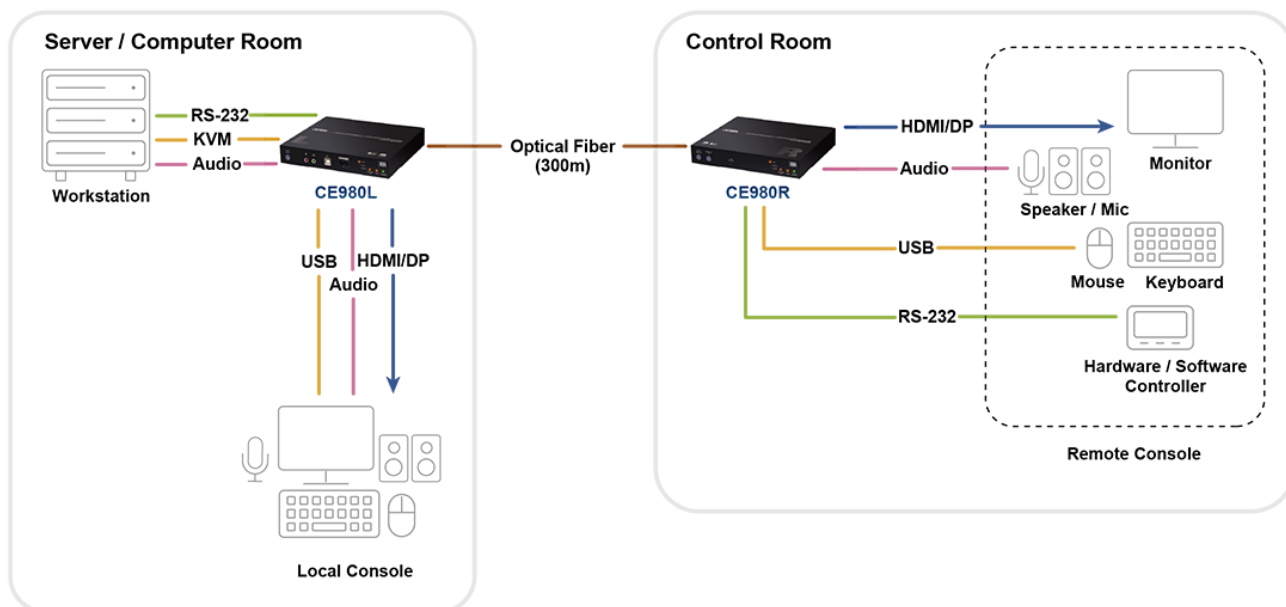 Server / Computer Room
RS-232
KVM
Audio
Workstation
CE980L
USB
HDMI/DP
Audio
Local Console
Optical Fiber
(300m)
Control Room
CE980R
HDMI/DP
Monitor
Audio
Speaker / Mic
USB
Mouse
Keyboard
RS-232
Hardware / Software
Controller
Remote Console